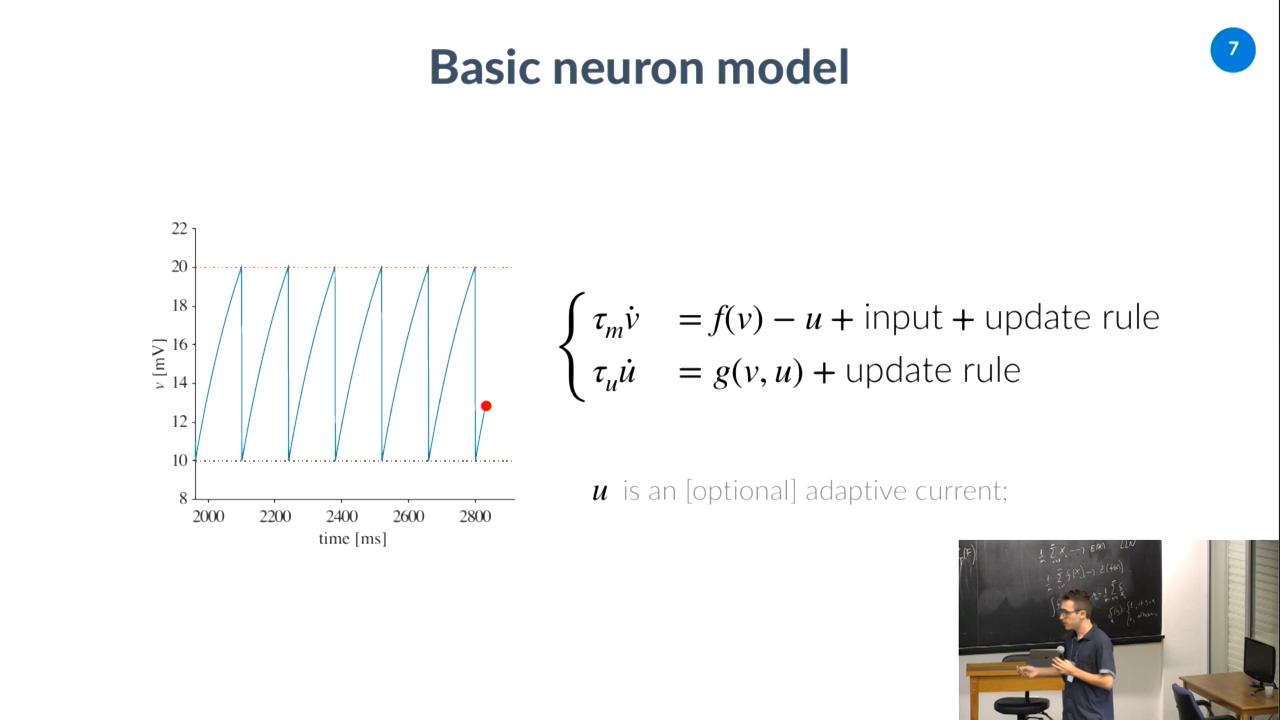 Basic neuron model
7
22
20
18
16
14
12
10
8
v [mV]
2000 2200 2400 2600 2800
time [ms]
τ_m v̇ = f(v) − u + input + update rule
τ_u u̇ = g(v, u) + update rule
u is an [optional] adaptive current;
LLN